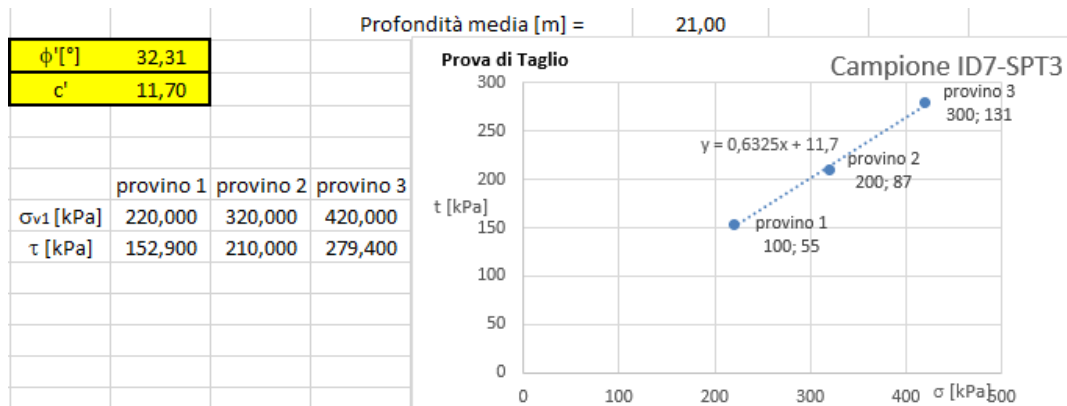 Profondità media [m] = 21,00
ϕ'[°] 32,31
c' 11,70
provino 1 provino 2 provino 3
σv1 [kPa] 220,000 320,000 420,000
τ [kPa] 152,900 210,000 279,400
Prova di Taglio
Campione ID7-SPT3
300
250
200
150
100
50
0
t [kPa]
y = 0,6325x + 11,7
provino 3
300; 131
provino 2
200; 87
provino 1
100; 55
0 100 200 300 400 500
σ [kPa]